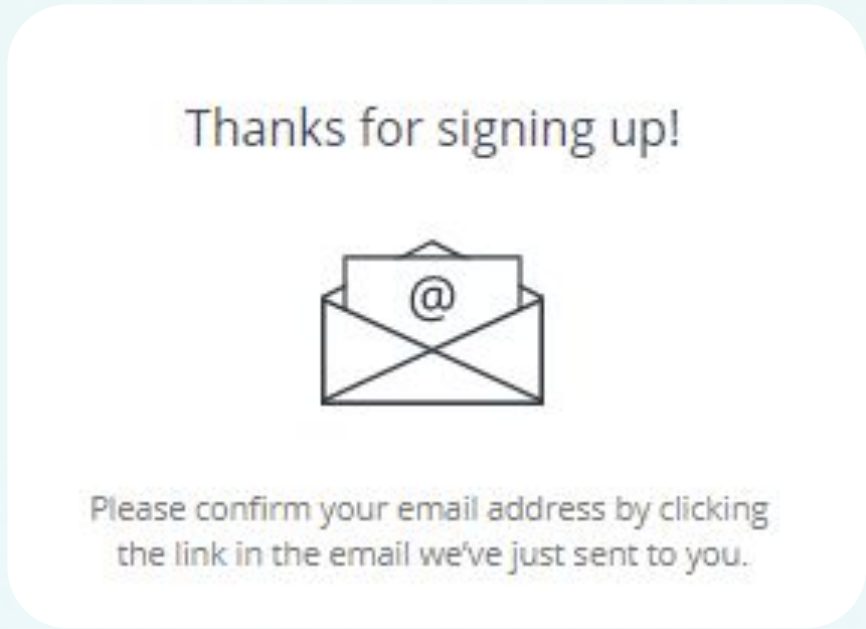 Thanks for signing up!
@
Please confirm your email address by clicking
the link in the email we've just sent to you.